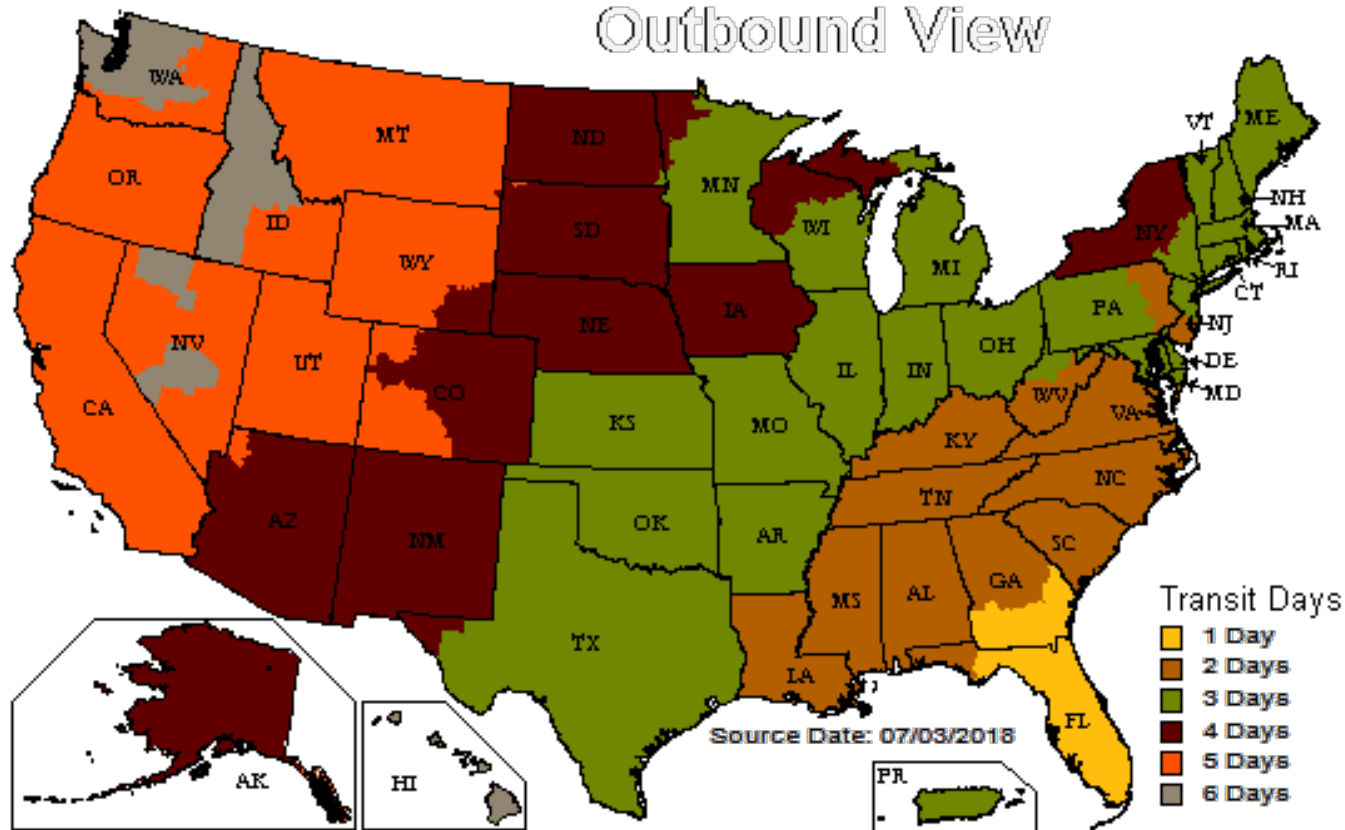 Outbound View
WA
MT
ND
MN
VT
ME
OR
ID
SD
WI
NY
NH
MA
WY
MI
RI
CT
NV
NE
IA
PA
NJ
UT
IL
IN
OH
DE
CA
CO
KS
MO
WV
MD
VA
KY
AZ
NM
OK
AR
TN
NC
SC
MS
AL
GA
TX
LA
FL
AK
HI
PR
Source Date: 07/03/2018
Transit Days
1 Day
2 Days
3 Days
4 Days
5 Days
6 Days